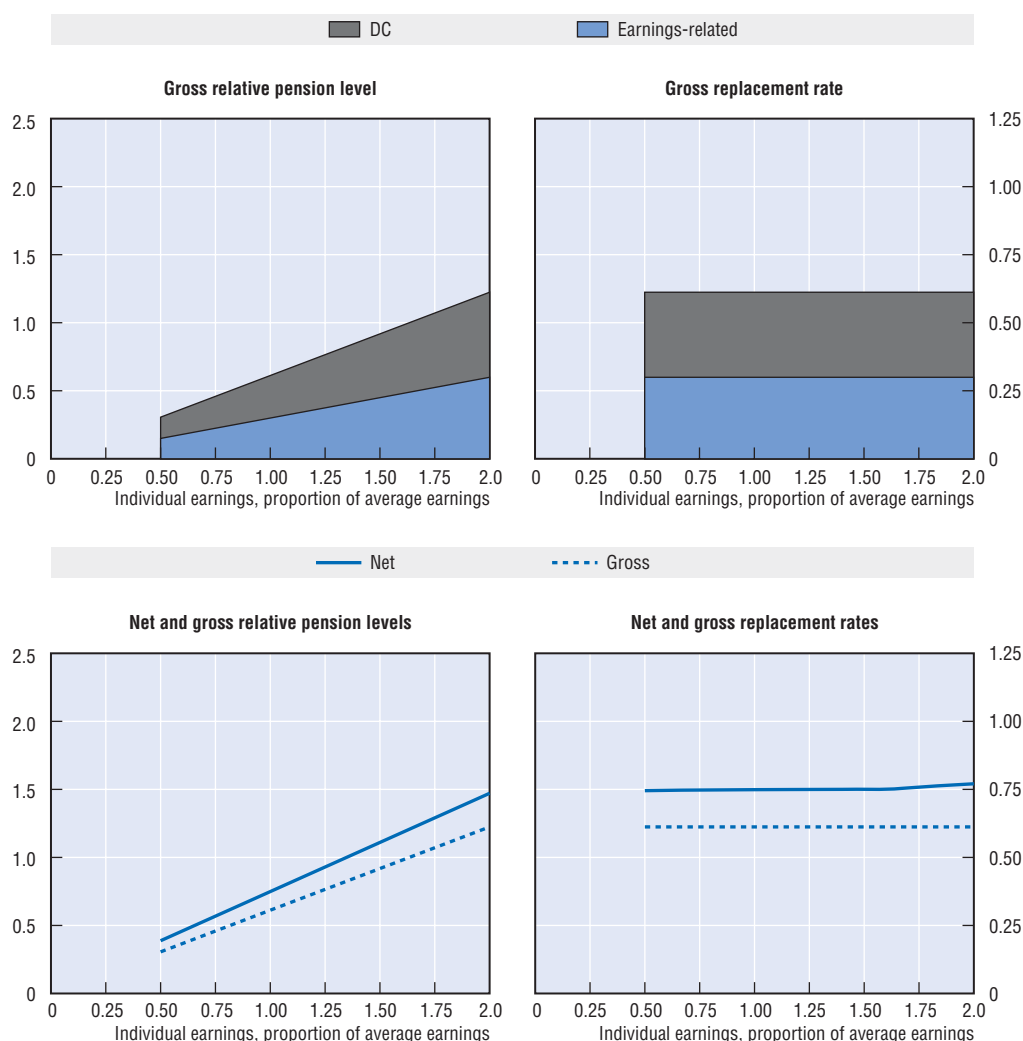 DC Earnings-related
Gross relative pension level
2.5
2.0
1.5
1.0
0.5
0
0 0.25 0.50 0.75 1.00 1.25 1.50 1.75 2.0
Individual earnings, proportion of average earnings
Gross replacement rate
1.25
1.00
0.75
0.50
0.25
0
0 0.25 0.50 0.75 1.00 1.25 1.50 1.75 2.0
Individual earnings, proportion of average earnings
Net Gross
Net and gross relative pension levels
2.5
2.0
1.5
1.0
0.5
0
0 0.25 0.50 0.75 1.00 1.25 1.50 1.75 2.0
Individual earnings, proportion of average earnings
Net and gross replacement rates
1.25
1.00
0.75
0.50
0.25
0
0 0.25 0.50 0.75 1.00 1.25 1.50 1.75 2.0
Individual earnings, proportion of average earnings